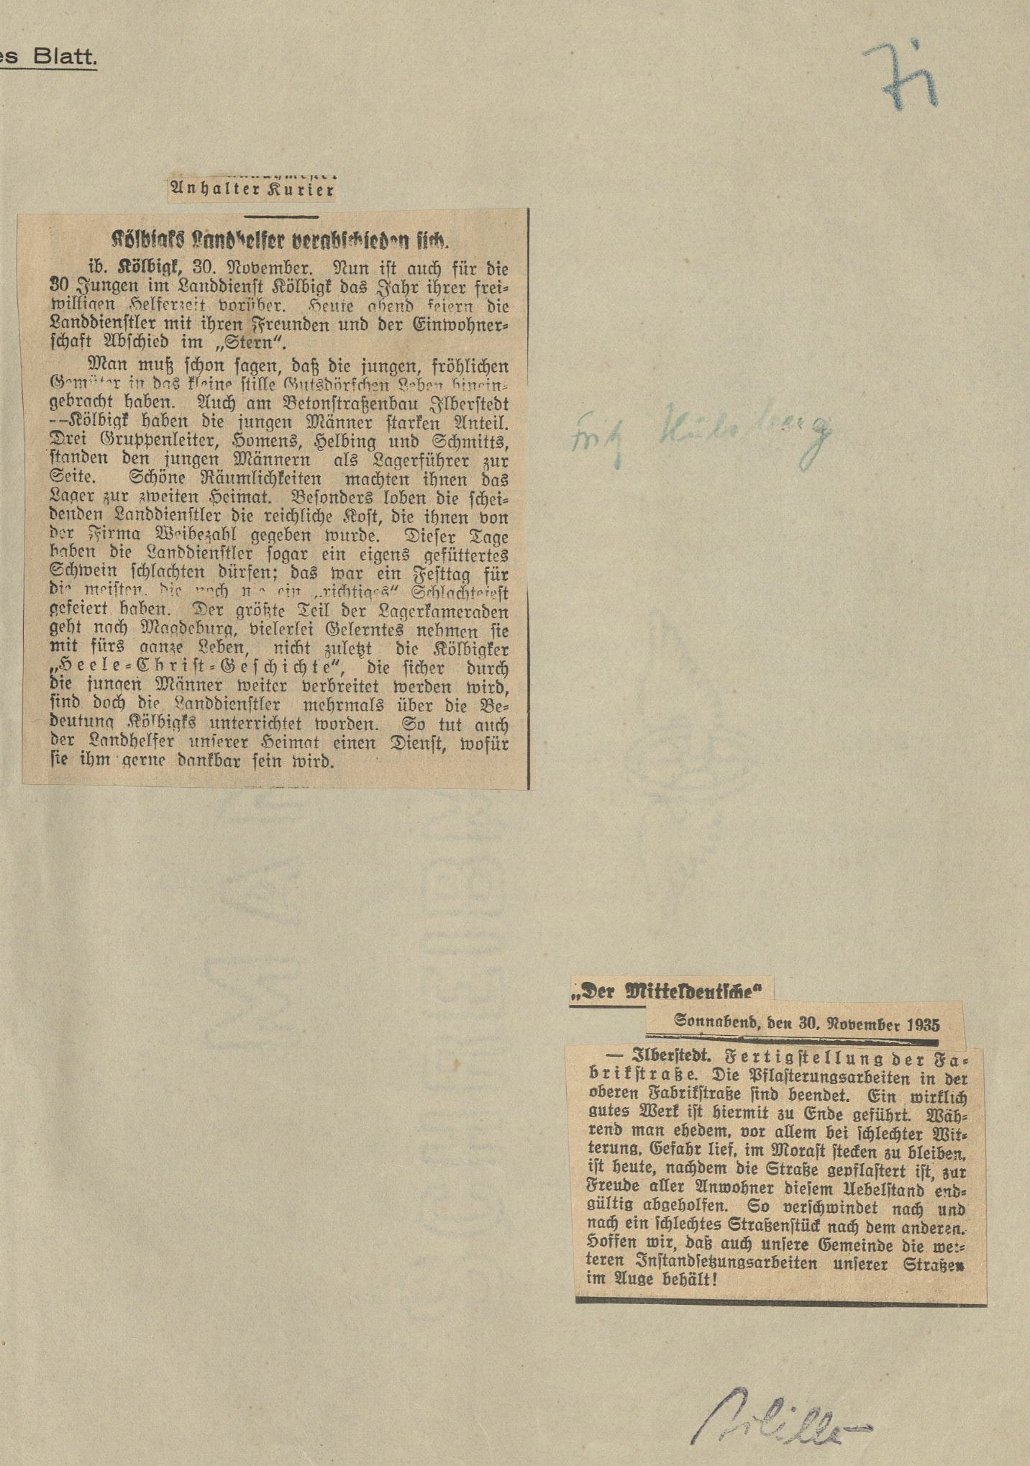 es Blatt.
Anhalter Kurier
Kölbigks Landhelfer verabschieden sich.
ib. Kölbigk, 30. November. Nun ist auch für die
30 Jungen im Landdienst Kölbigk das Jahr ihrer frei-
willigen Helferzeit vorüber. Heute abend feiern die
Landdienstler mit ihren Freunden und der Einwohner-
schaft Abschied im „Stern“.
Man muß schon sagen, daß die jungen, fröhlichen
Gemüter in das kleine stille Gutsdörfchen Leben hinein-
gebracht haben. Auch am Betonstraßenbau Ilberstedt
--Kölbigk haben die jungen Männer starken Anteil.
Drei Gruppenleiter, Homens, Helbing und Schmitts,
standen den jungen Männern als Lagerführer zur
Seite. Schöne Räumlichkeiten machten ihnen das
Lager zur zweiten Heimat. Besonders loben die schei-
denden Landdienstler die reichliche Kost, die ihnen von
der Firma Weibezahl gegeben wurde. Dieser Tage
haben die Landdienstler sogar ein eigens gefüttertes
Schwein schlachten dürfen; das war ein Festtag für
die meisten, die noch nie ein „richtiges“ Schlachtefest
gefeiert haben. Der größte Teil der Lagerkameraden
geht nach Magdeburg, vielerlei Gelerntes nehmen sie
mit fürs ganze Leben, nicht zuletzt die Kölbigker
„Heele-Christ-Geschichte“, die sicher durch
die jungen Männer weiter verbreitet werden wird,
sind doch die Landdienstler mehrmals über die Be-
deutung Kölbigks unterrichtet worden. So tut auch
der Landhelfer unserer Heimat einen Dienst, wofür
sie ihm gerne dankbar sein wird.
Fritz
„Der Mitteldeutsche“
Sonnabend, den 30. November 1935
— Ilberstedt. Fertigstellung der Fa-
brikstraße. Die Pflasterungsarbeiten in der
oberen Fabrikstraße sind beendet. Ein wirklich
gutes Werk ist hiermit zu Ende geführt. Wäh-
rend man ehedem, vor allem bei schlechter Wit-
terung, Gefahr lief, im Morast stecken zu bleiben,
ist heute, nachdem die Straße gepflastert ist, zur
Freude aller Anwohner diesem Uebelstand end-
gültig abgeholfen. So verschwindet nach und
nach ein schlechtes Straßenstück nach dem anderen.
Hoffen wir, daß auch unsere Gemeinde die wei-
teren Instandsetzungsarbeiten unserer Straßen
im Auge behält!